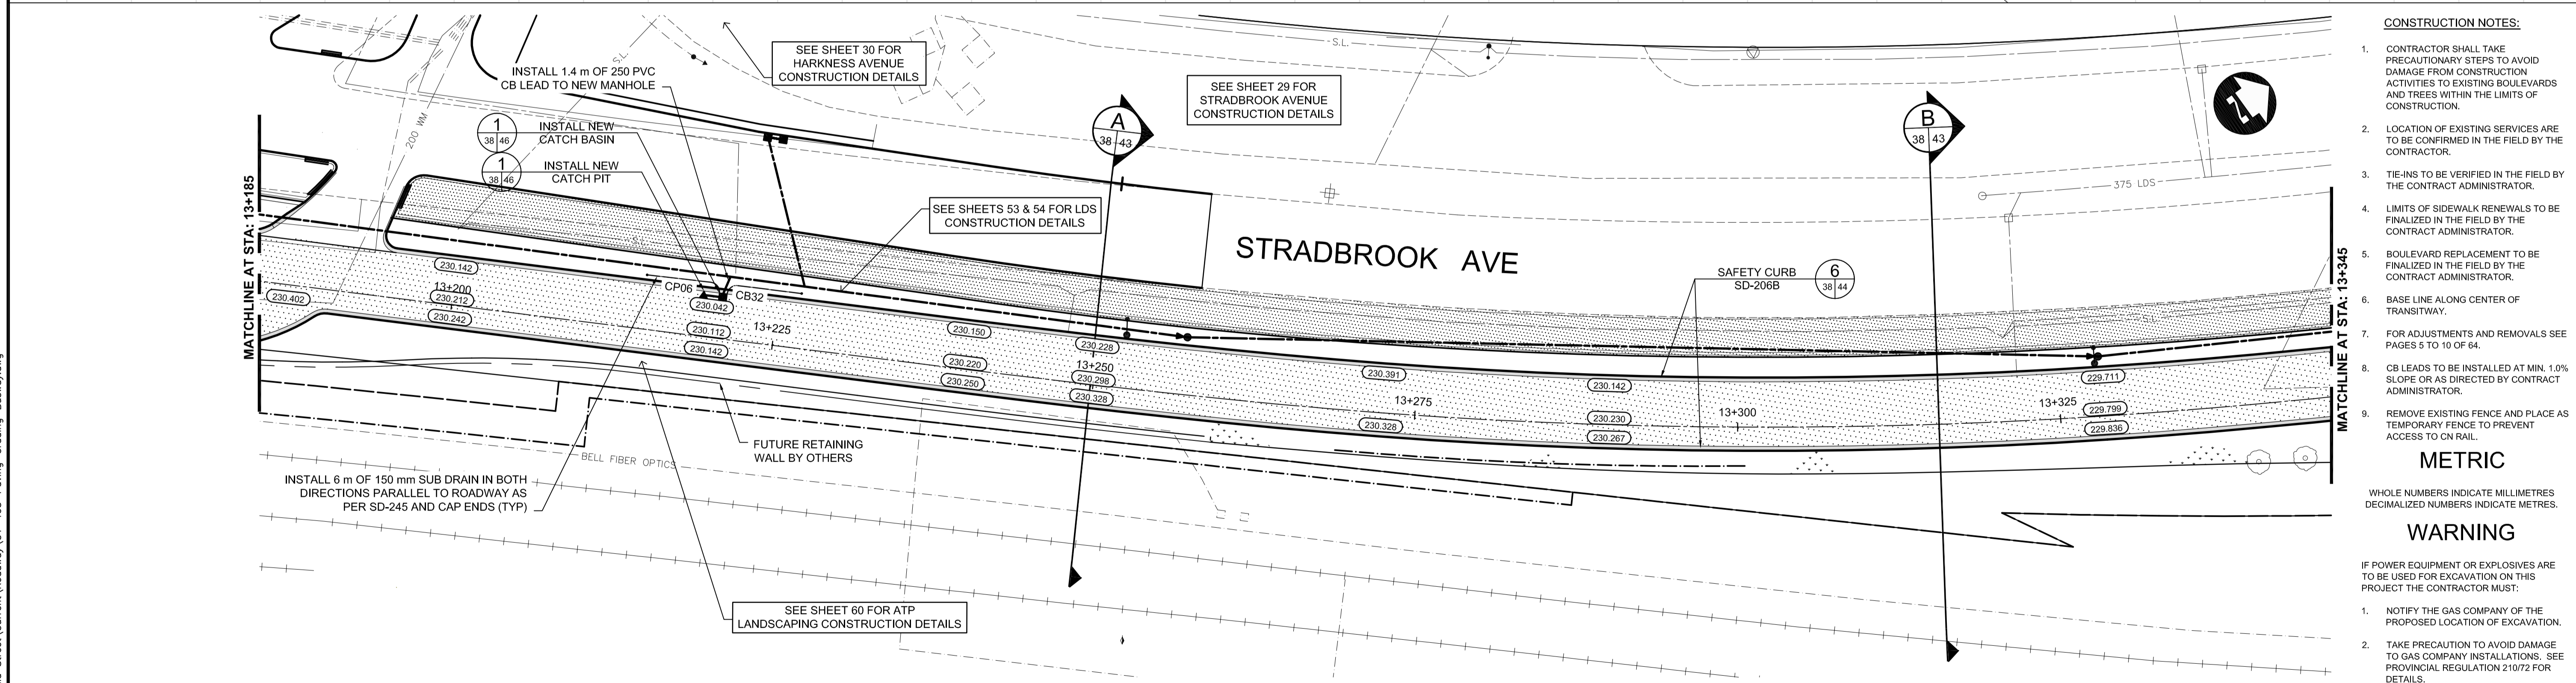 SEE SHEET 30 FOR
HARKNESS AVENUE
CONSTRUCTION DETAILS
INSTALL 1.4 m OF 250 PVC
CB LEAD TO NEW MANHOLE
SEE SHEET 29 FOR
STRADBROOK AVENUE
CONSTRUCTION DETAILS
S.L.
S.L.
200 WM
1
38 46
INSTALL NEW
CATCH BASIN
1
38 46
INSTALL NEW
CATCH PIT
A
38 43
B
38 43
375 LDS
SEE SHEETS 53 & 54 FOR LDS
CONSTRUCTION DETAILS
STRADBROOK AVE
SAFETY CURB
SD-206B
6
38 44
S.L.
S.L.
MATCHLINE AT STA: 13+185
MATCHLINE AT STA: 13+345
230.402
230.142
13+200
230.212
230.242
CP06
CB32
230.042
230.112
230.142
13+225
230.150
230.220
230.250
230.228
13+250
230.298
230.328
230.391
13+275
230.328
230.142
230.230
230.267
13+300
13+325
229.711
229.799
229.836
FUTURE RETAINING
WALL BY OTHERS
BELL FIBER OPTICS
INSTALL 6 m OF 150 mm SUB DRAIN IN BOTH
DIRECTIONS PARALLEL TO ROADWAY AS
PER SD-245 AND CAP ENDS (TYP)
SEE SHEET 60 FOR ATP
LANDSCAPING CONSTRUCTION DETAILS
CONSTRUCTION NOTES:
1. CONTRACTOR SHALL TAKE
PRECAUTIONARY STEPS TO AVOID
DAMAGE FROM CONSTRUCTION
ACTIVITIES TO EXISTING BOULEVARDS
AND TREES WITHIN THE LIMITS OF
CONSTRUCTION.
2. LOCATION OF EXISTING SERVICES ARE
TO BE CONFIRMED IN THE FIELD BY THE
CONTRACTOR.
3. TIE-INS TO BE VERIFIED IN THE FIELD BY
THE CONTRACT ADMINISTRATOR.
4. LIMITS OF SIDEWALK RENEWALS TO BE
FINALIZED IN THE FIELD BY THE
CONTRACT ADMINISTRATOR.
5. BOULEVARD REPLACEMENT TO BE
FINALIZED IN THE FIELD BY THE
CONTRACT ADMINISTRATOR.
6. BASE LINE ALONG CENTER OF
TRANSITWAY.
7. FOR ADJUSTMENTS AND REMOVALS SEE
PAGES 5 TO 10 OF 64.
8. CB LEADS TO BE INSTALLED AT MIN. 1.0%
SLOPE OR AS DIRECTED BY CONTRACT
ADMINISTRATOR.
9. REMOVE EXISTING FENCE AND PLACE AS
TEMPORARY FENCE TO PREVENT
ACCESS TO CN RAIL.
METRIC
WHOLE NUMBERS INDICATE MILLIMETRES
DECIMALIZED NUMBERS INDICATE METRES.
WARNING
IF POWER EQUIPMENT OR EXPLOSIVES ARE
TO BE USED FOR EXCAVATION ON THIS
PROJECT THE CONTRACTOR MUST:
1. NOTIFY THE GAS COMPANY OF THE
PROPOSED LOCATION OF EXCAVATION.
2. TAKE PRECAUTION TO AVOID DAMAGE
TO GAS COMPANY INSTALLATIONS. SEE
PROVINCIAL REGULATION 210/72 FOR
DETAILS.